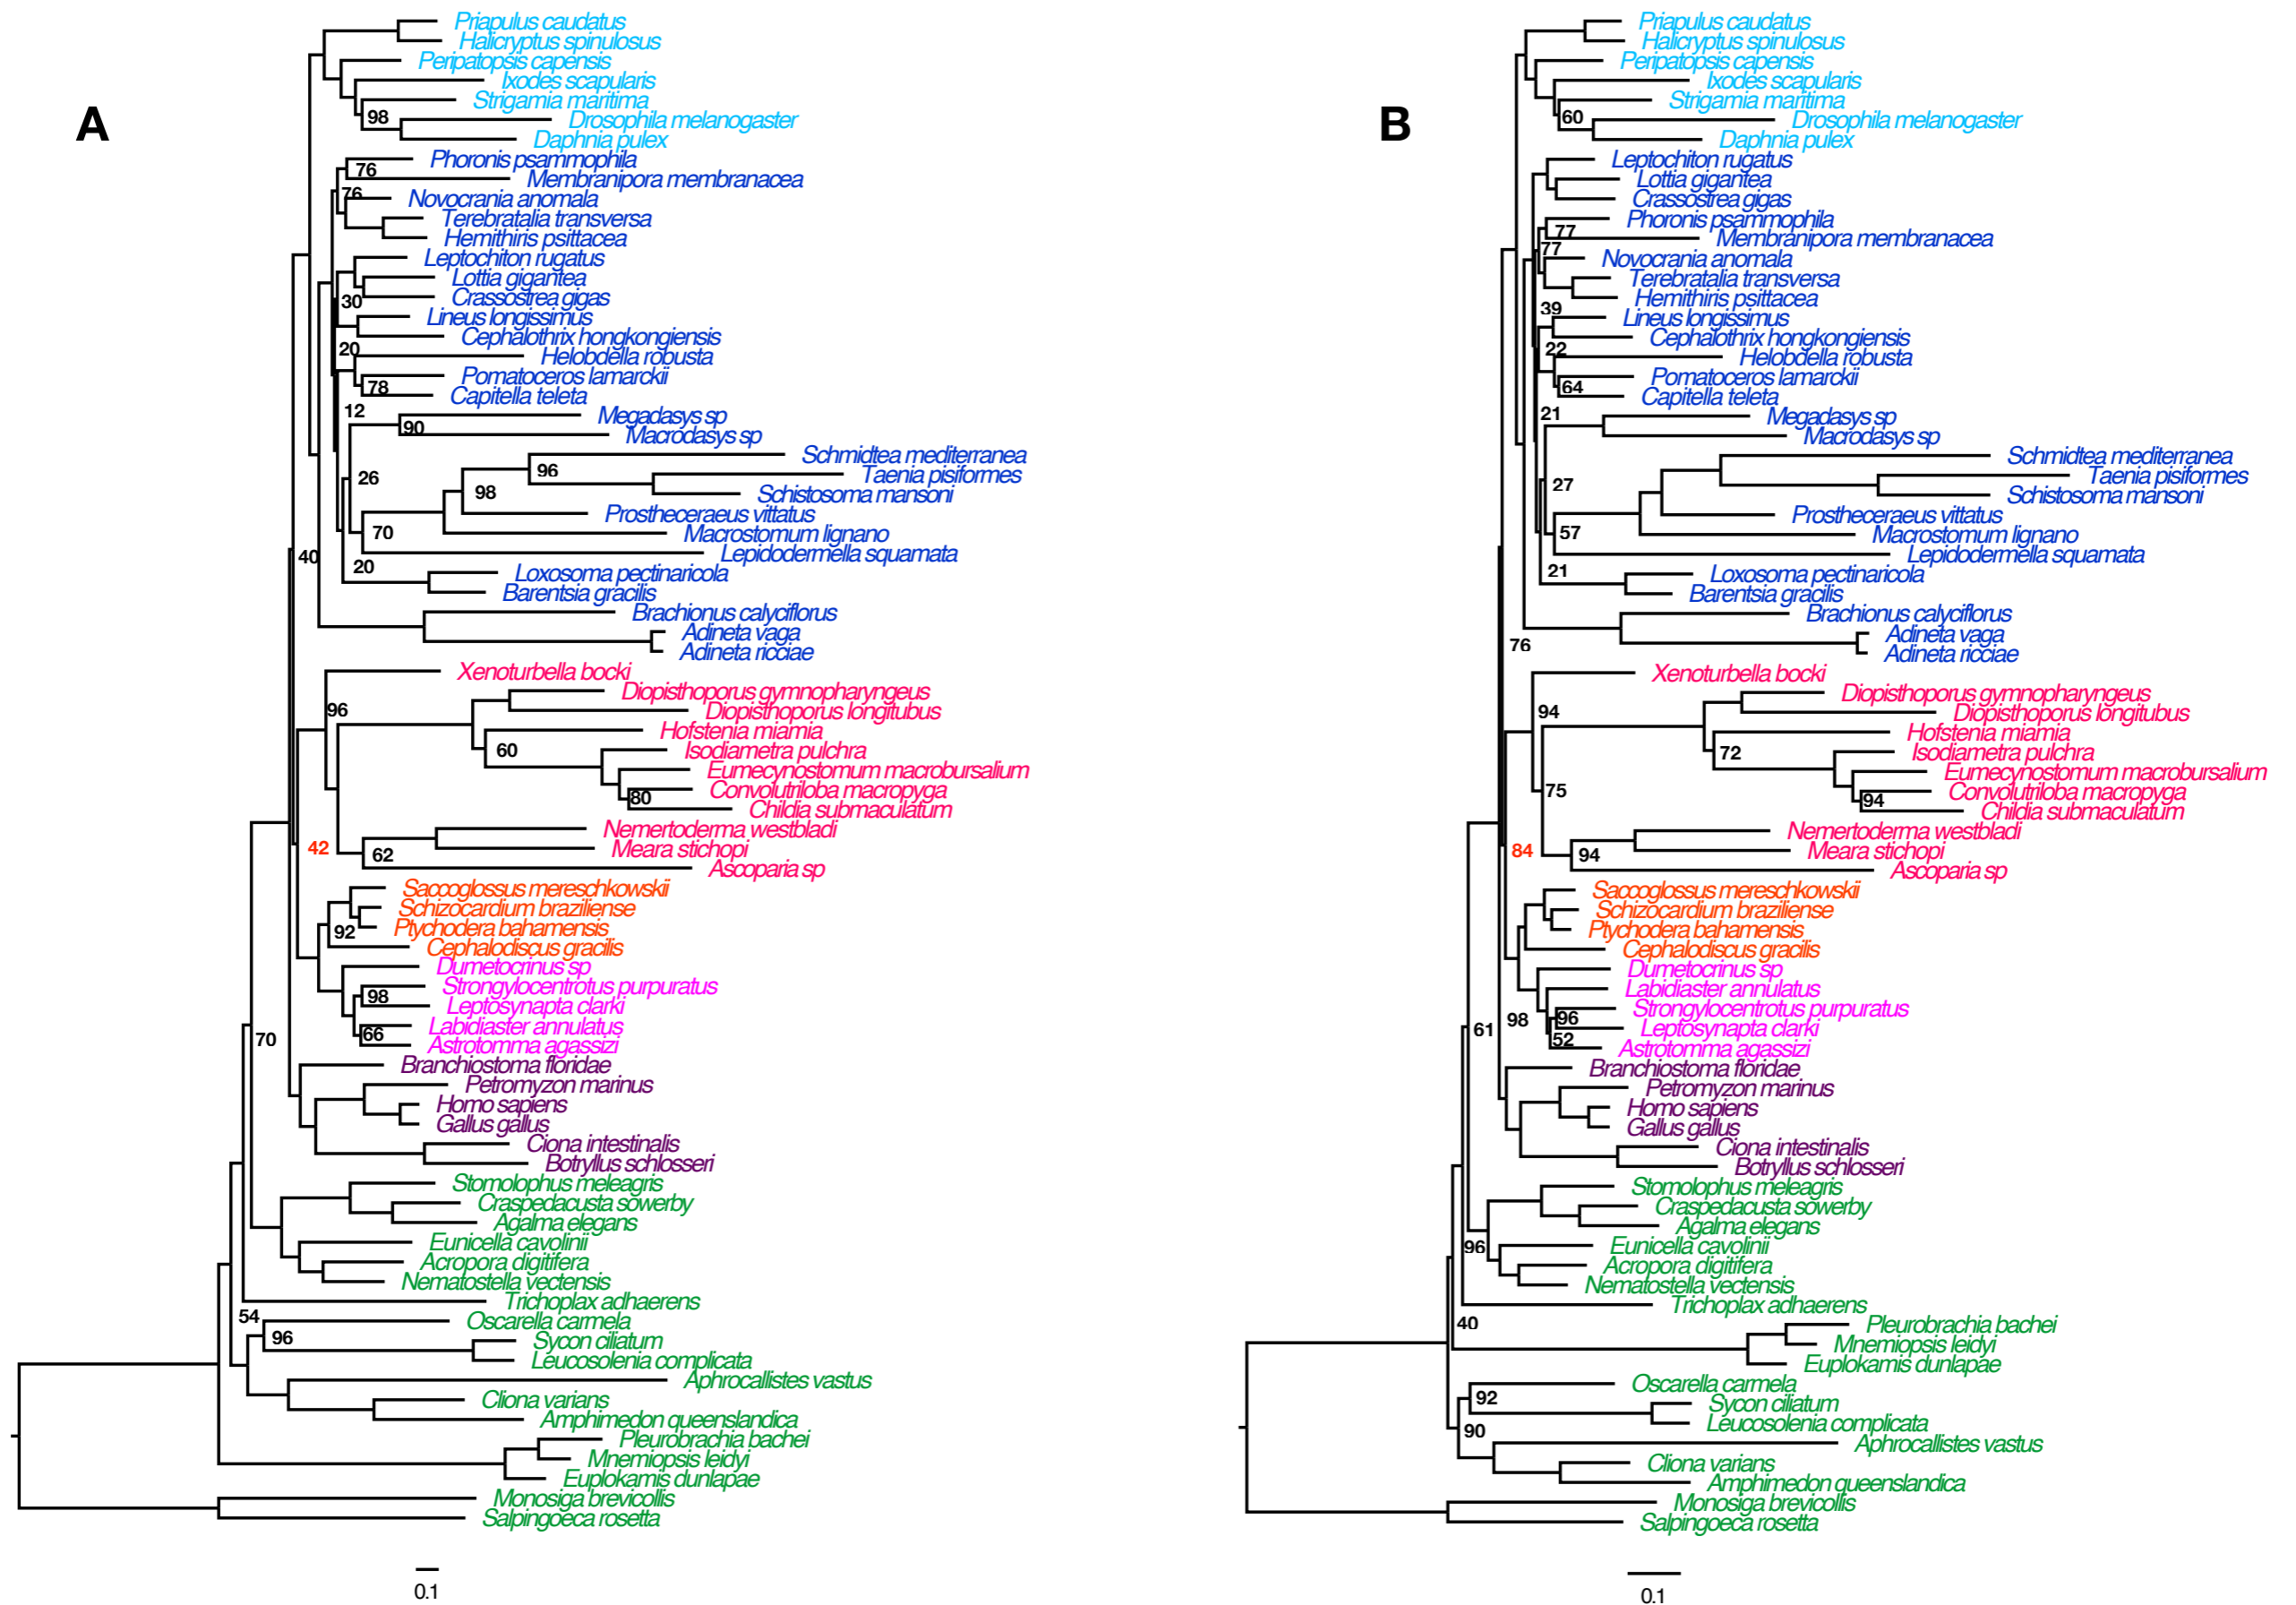 A
Priapulus caudatus
Halicryptus spinulosus
Peripatopsis capensis
Ixodes scapularis
Strigamia maritima
98
Drosophila melanogaster
Daphnia pulex
Phoronis psammophila
76
Membranipora membranacea
76
Novocrania anomala
Terebratalia transversa
Hemithiris psittacea
Leptochiton rugatus
Lottia gigantea
30
Crassostrea gigas
Lineus longissimus
Cephalothrix hongkongiensis
20
Helobdella robusta
Pomatoceros lamarckii
78
Capitella teleta
12
Megadasys sp
90
Macrodasys sp
Schmidtea mediterranea
96
Taenia pisiformes
26
98
Schistosoma mansoni
Prostheceraeus vittatus
70
Macrostomum lignano
40
Lepidodermella squamata
20
Loxosoma pectinaricola
Barentsia gracilis
Brachionus calyciflorus
Adineta vaga
Adineta ricciae
Xenoturbella bocki
Diopisthoporus gymnopharyngeus
96
Diopisthoporus longitubus
Hofstenia miamia
60
Isodiametra pulchra
Eumecynostomum macrobursalium
80
Convolutriloba macropyga
Childia submaculatum
Nemertoderma westbladi
42
62
Meara stichopi
Ascoparia sp
Saccoglossus mereschkowskii
Schizocardium braziliense
92
Ptychodera bahamensis
Cephalodiscus gracilis
Dumetocrinus sp
Strongylocentrotus purpuratus
98
Leptosynapta clarki
Labidiaster annulatus
66
Astrotomma agassizi
70
Branchiostoma floridae
Petromyzon marinus
Homo sapiens
Gallus gallus
Ciona intestinalis
Botryllus schlosseri
Stomolophus meleagris
Craspedacusta sowerby
Agalma elegans
Eunicella cavolinii
Acropora digitifera
Nematostella vectensis
Trichoplax adhaerens
54
Oscarella carmela
96
Sycon ciliatum
Leucosolenia complicata
Aphrocallistes vastus
Cliona varians
Amphimedon queenslandica
Pleurobrachia bachei
Mnemiopsis leidyi
Euplokamis dunlapae
Monosiga brevicollis
Salpingoeca rosetta
0.1
B
Priapulus caudatus
Halicryptus spinulosus
Peripatopsis capensis
Ixodes scapularis
Strigamia maritima
60
Drosophila melanogaster
Daphnia pulex
Leptochiton rugatus
Lottia gigantea
Crassostrea gigas
Phoronis psammophila
77
Membranipora membranacea
77
Novocrania anomala
Terebratalia transversa
Hemithiris psittacea
39
Lineus longissimus
Cephalothrix hongkongiensis
22
Helobdella robusta
Pomatoceros lamarckii
64
Capitella teleta
21
Megadasys sp
Macrodasys sp
Schmidtea mediterranea
Taenia pisiformes
27
Schistosoma mansoni
Prostheceraeus vittatus
57
Macrostomum lignano
Lepidodermella squamata
21
Loxosoma pectinaricola
Barentsia gracilis
Brachionus calyciflorus
Adineta vaga
76
Adineta ricciae
Xenoturbella bocki
Diopisthoporus gymnopharyngeus
94
Diopisthoporus longitubus
Hofstenia miamia
72
Isodiametra pulchra
Eumecynostomum macrobursalium
75
94
Convolutriloba macropyga
Childia submaculatum
Nemertoderma westbladi
84
94
Meara stichopi
Ascoparia sp
Saccoglossus mereschkowskii
Schizocardium braziliense
Ptychodera bahamensis
Cephalodiscus gracilis
Dumetocrinus sp
Labidiaster annulatus
Strongylocentrotus purpuratus
98
96
Leptosynapta clarki
61
52
Astrotomma agassizi
Branchiostoma floridae
Petromyzon marinus
Homo sapiens
Gallus gallus
Ciona intestinalis
Botryllus schlosseri
Stomolophus meleagris
Craspedacusta sowerby
Agalma elegans
96
Eunicella cavolinii
Acropora digitifera
Nematostella vectensis
Trichoplax adhaerens
40
Pleurobrachia bachei
Mnemiopsis leidyi
Euplokamis dunlapae
Oscarella carmela
92
Sycon ciliatum
Leucosolenia complicata
90
Aphrocallistes vastus
Cliona varians
Amphimedon queenslandica
Monosiga brevicollis
Salpingoeca rosetta
0.1